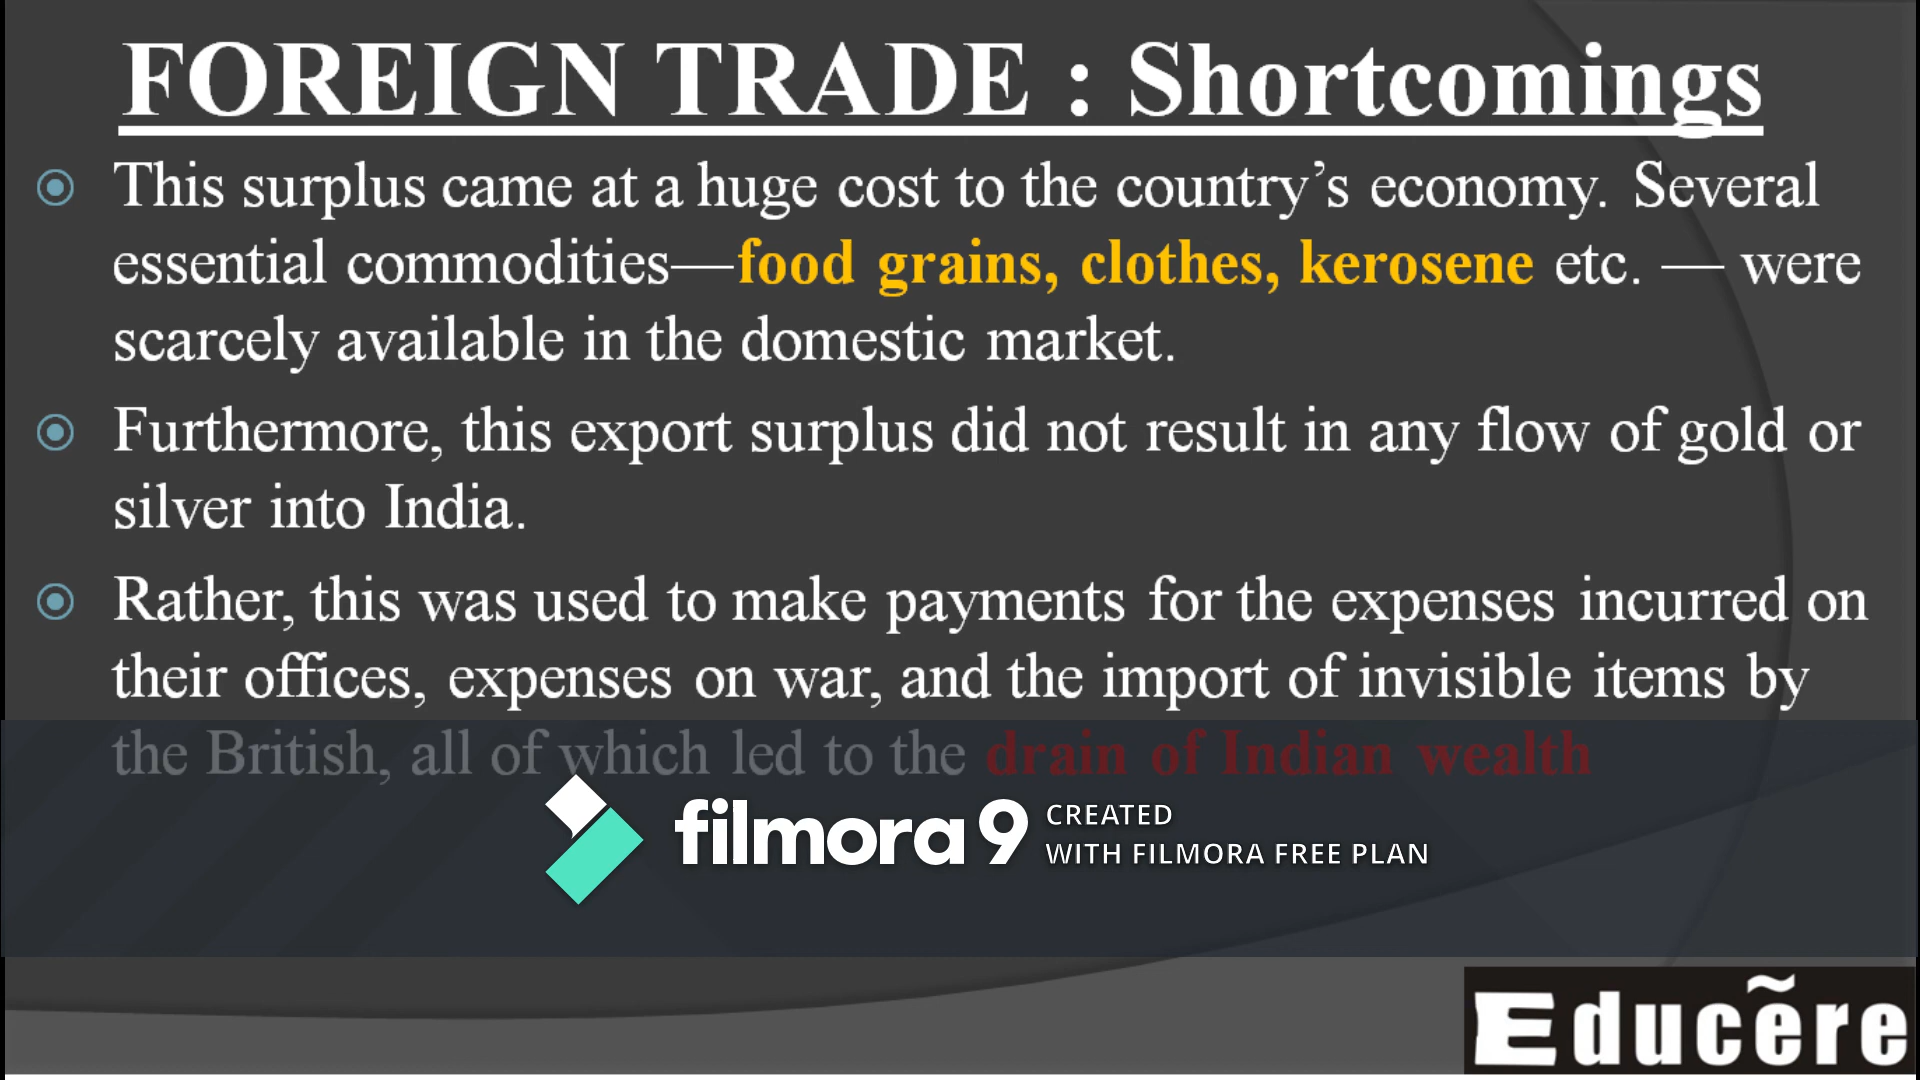 FOREIGN TRADE : Shortcomings
This surplus came at a huge cost to the country’s economy. Several
essential commodities—food grains, clothes, kerosene etc. — were
scarcely available in the domestic market.
Furthermore, this export surplus did not result in any flow of gold or
silver into India.
Rather, this was used to make payments for the expenses incurred on
their offices, expenses on war, and the import of invisible items by
the British, all of which led to the drain of Indian wealth
filmora9 CREATED
WITH FILMORA FREE PLAN
Educẽre